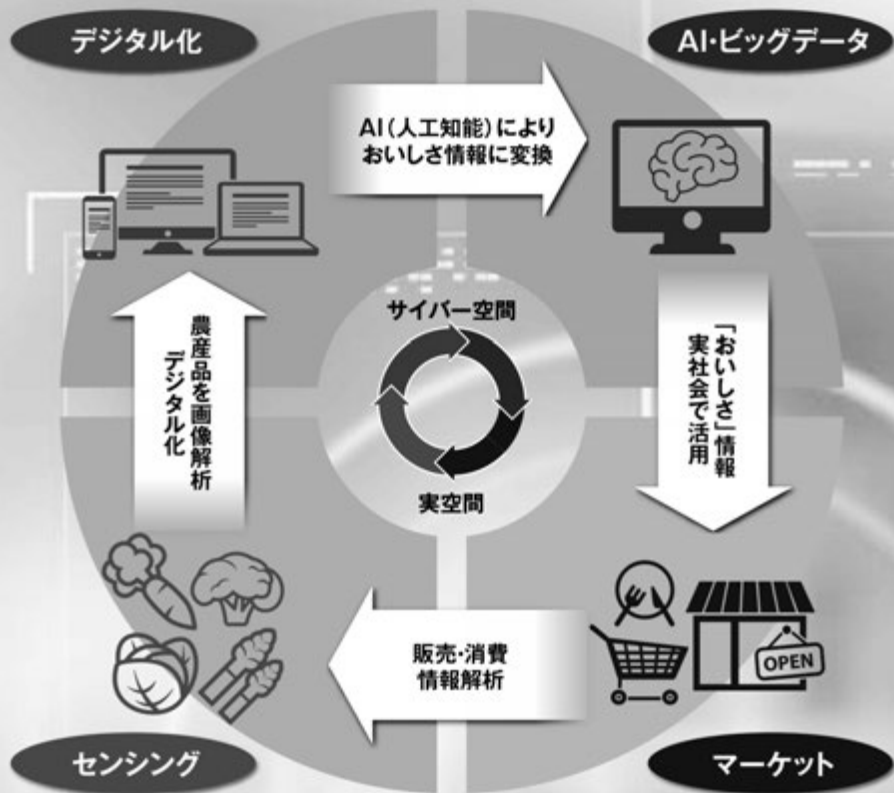 デジタル化
AI・ビッグデータ
AI(人工知能)により
おいしさ情報に変換
サイバー空間
実空間
農産品を画像解析
デジタル化
「おいしさ」情報
実社会で活用
販売・消費
情報解析
OPEN
センシング
マーケット